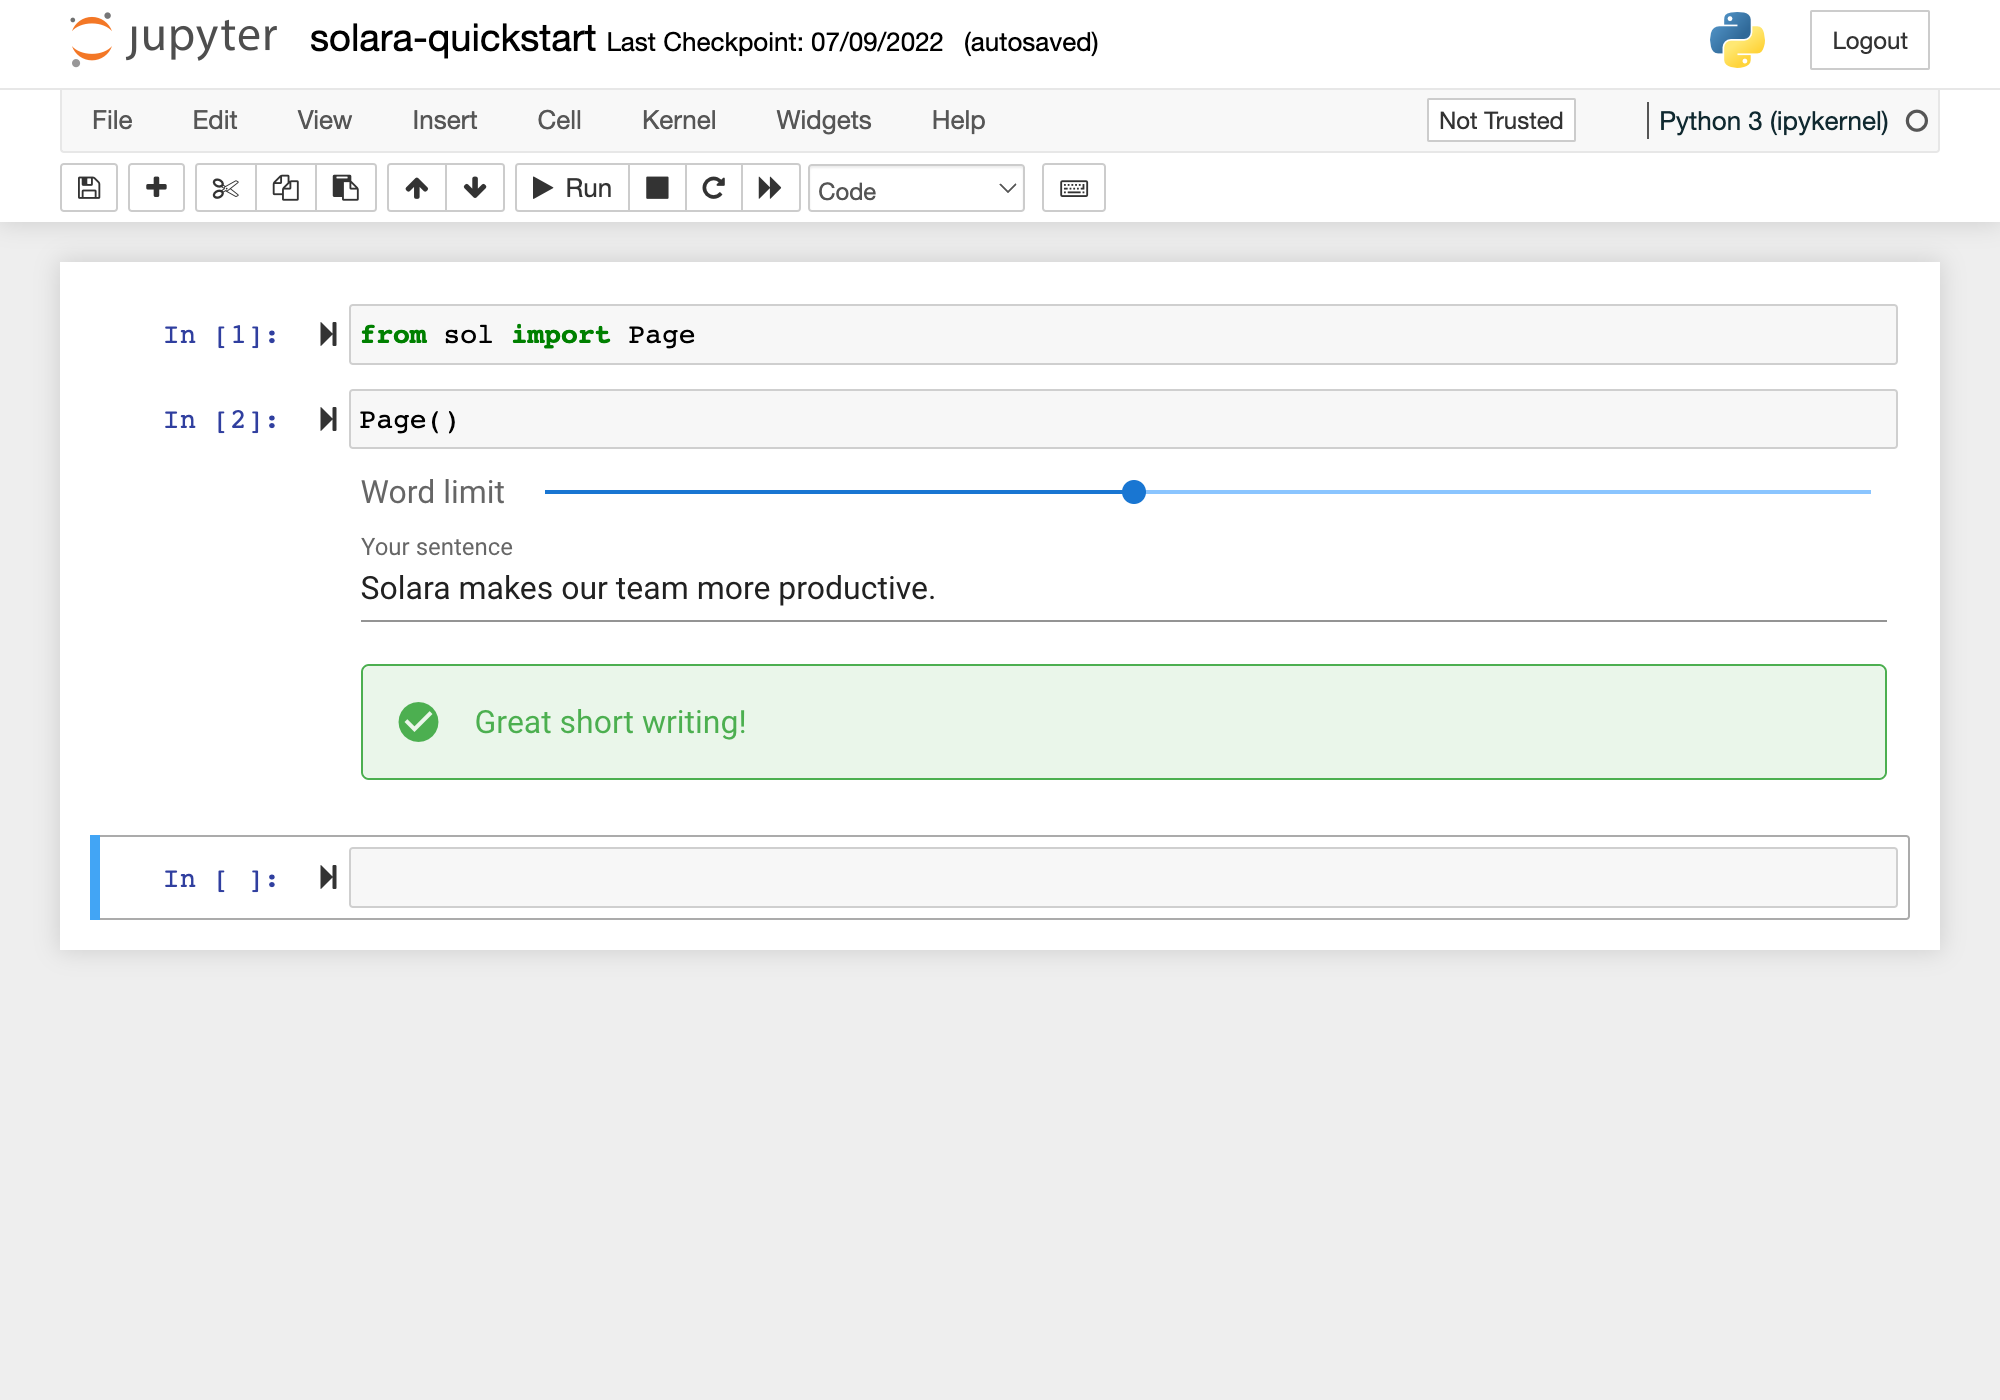 jupyter solara-quickstart Last Checkpoint: 07/09/2022 (autosaved) Logout
File Edit View Insert Cell Kernel Widgets Help Not Trusted Python 3 (ipykernel)
Run Code
In [1]: from sol import Page
In [2]: Page()
Word limit
Your sentence
Solara makes our team more productive.
Great short writing!
In [ ]: